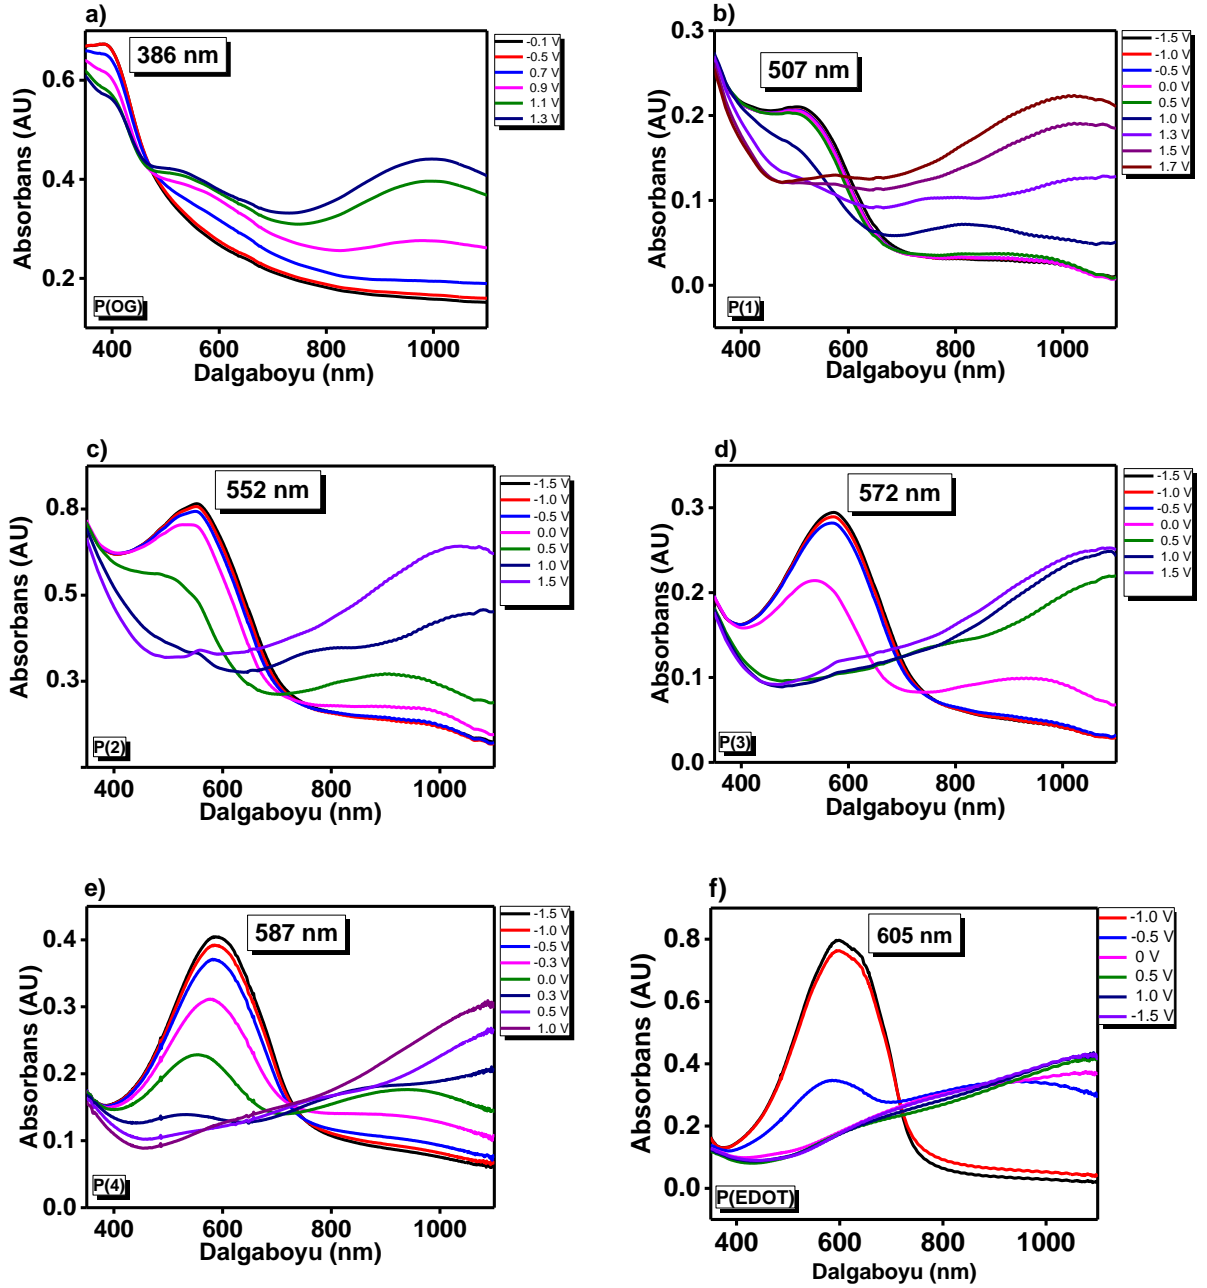 a)
386 nm
-0.1 V
-0.5 V
0.7 V
0.9 V
1.1 V
1.3 V
0.6
0.4
0.2
Absorbans (AU)
P(OG)
400 600 800 1000
Dalgaboyu (nm)
b)
507 nm
-1.5 V
-1.0 V
-0.5 V
0.0 V
0.5 V
1.0 V
1.3 V
1.5 V
1.7 V
0.3
0.2
0.1
0.0
Absorbans (AU)
P(1)
400 600 800 1000
Dalgaboyu (nm)
c)
552 nm
-1.5 V
-1.0 V
-0.5 V
0.0 V
0.5 V
1.0 V
1.5 V
0.8
0.5
0.3
Absorbans (AU)
P(2)
400 600 800 1000
Dalgaboyu (nm)
d)
572 nm
-1.5 V
-1.0 V
-0.5 V
0.0 V
0.5 V
1.0 V
1.5 V
0.3
0.2
0.1
0.0
Absorbans (AU)
P(3)
400 600 800 1000
Dalgaboyu (nm)
e)
587 nm
-1.5 V
-1.0 V
-0.5 V
-0.3 V
0.0 V
0.3 V
0.5 V
1.0 V
0.4
0.3
0.2
0.1
0.0
Absorbans (AU)
P(4)
400 600 800 1000
Dalgaboyu (nm)
f)
605 nm
-1.0 V
-0.5 V
0 V
0.5 V
1.0 V
-1.5 V
0.8
0.6
0.4
0.2
0.0
Absorbans (AU)
P(EDOT)
400 600 800 1000
Dalgaboyu (nm)